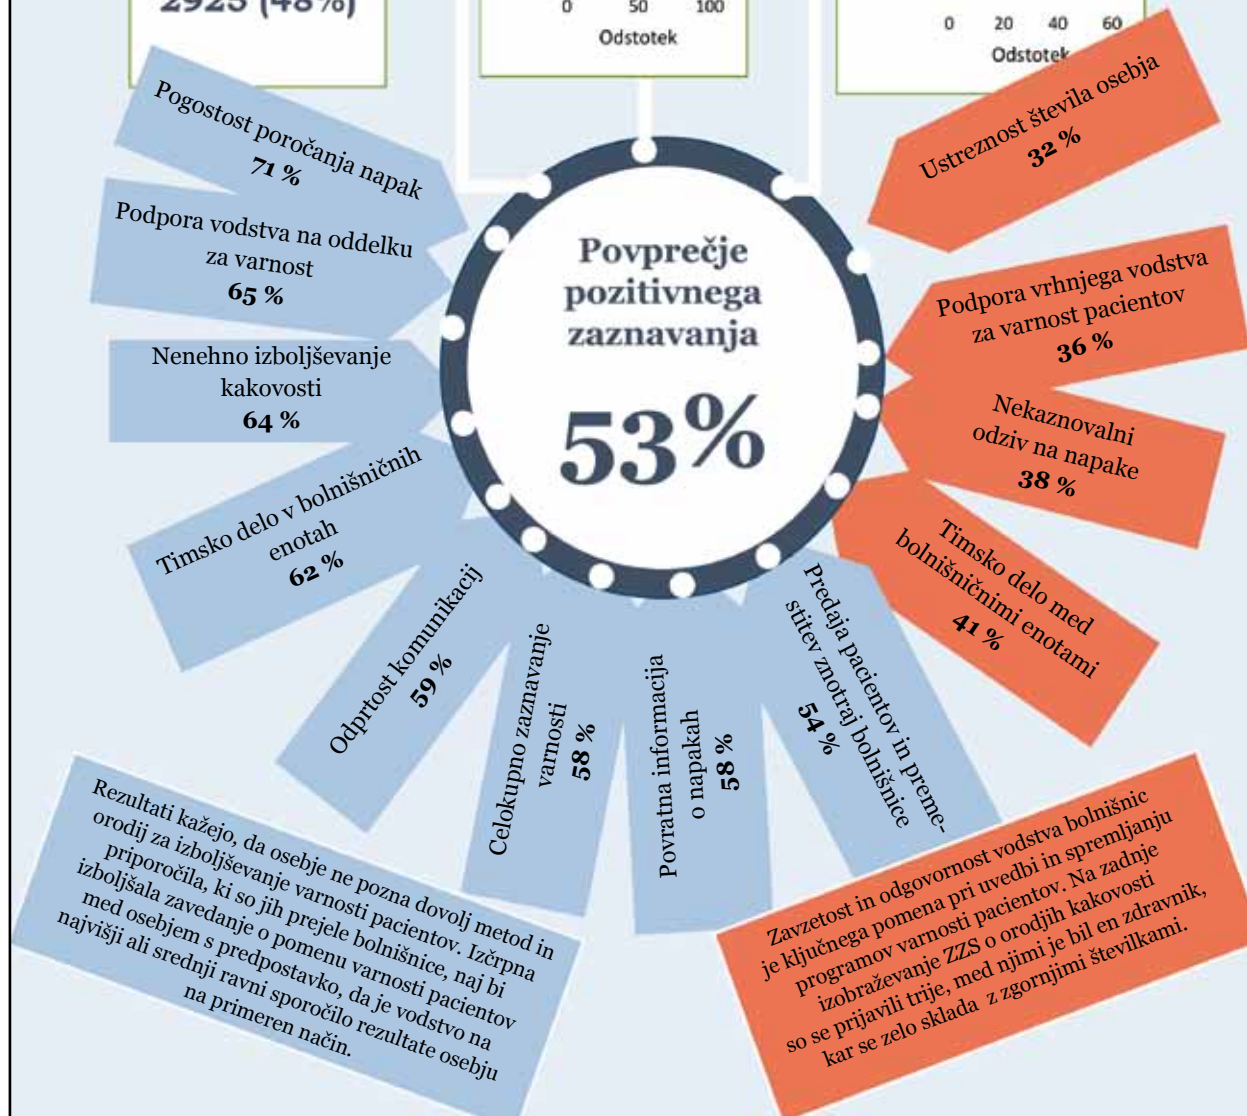 2925 (48%)
0 50 100
Odstotek
0 20 40 60
Odstotek
Pogostost poročanja napak
71 %
Podpora vodstva na oddelku
za varnost
65 %
Nenehno izboljševanje
kakovosti
64 %
Timsko delo v bolnišničnih
enotah
62 %
Odprtost komunikacij
59 %
Celokupno zaznavanje
varnosti
58 %
Povratna informacija
o napakah
58 %
Predaja pacientov in preme-
stitev znotraj bolnišnice
54 %
Timsko delo med
bolnišničnimi enotami
41 %
Nekaznovalni
odziv na napake
38 %
Podpora vrhnjega vodstva
za varnost pacientov
36 %
Ustreznost števila osebja
32 %
Povprečje
pozitivnega
zaznavanja
53%
Rezultati kažejo, da osebje ne pozna dovolj metod in
orodij za izboljševanje varnosti pacientov. Izčrpna
priporočila, ki so jih prejele bolnišnice, naj bi
izboljšala zavedanje o pomenu varnosti pacientov
med osebjem s predpostavko, da je vodstvo na
najvišji ali srednji ravni sporočilo rezultate osebju
na primeren način.
Zavzetost in odgovornost vodstva bolnišnic
je ključnega pomena pri uvedbi in spremljanju
programov varnosti pacientov. Na zadnje
izobraževanje ZZS o orodjih kakovosti
so se prijavili trije, med njimi je bil en zdravnik,
kar se zelo sklada z zgornjimi številkami.